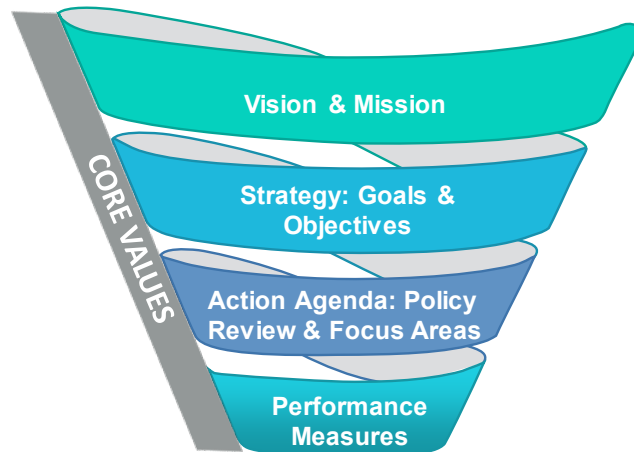 Vision & Mission
CORE VALUES
Strategy: Goals &
Objectives
Action Agenda: Policy
Review & Focus Areas
Performance
Measures